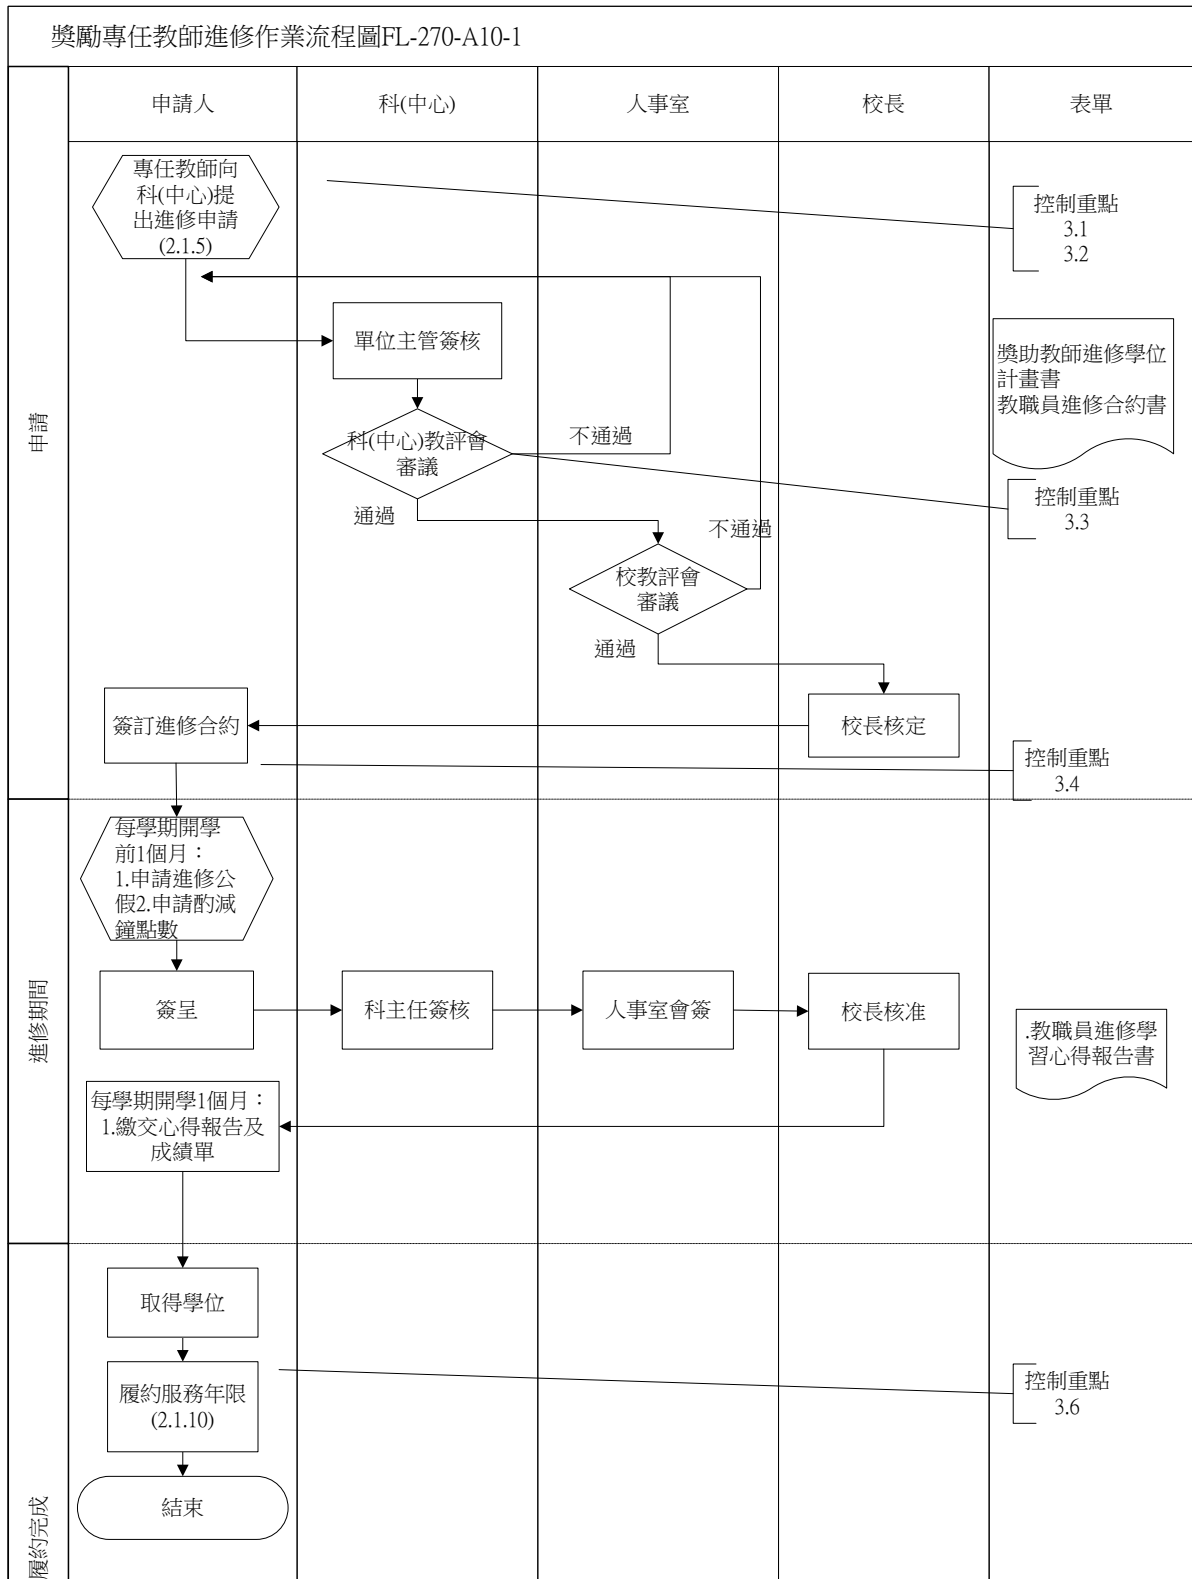 獎勵專任教師進修作業流程圖FL-270-A10-1
申請人
科(中心)
人事室
校長
表單
申請
專任教師向
科(中心)提
出進修申請
(2.1.5)
控制重點
3.1
3.2
單位主管簽核
獎助教師進修學位
計畫書
教職員進修合約書
科(中心)教評會
審議
不通過
通過
控制重點
3.3
不通過
校教評會
審議
通過
簽訂進修合約
校長核定
控制重點
3.4
進修期間
每學期開學
前1個月：
1.申請進修公
假2.申請酌減
鐘點數
簽呈
科主任簽核
人事室會簽
校長核准
.教職員進修學
習心得報告書
每學期開學1個月：
1.繳交心得報告及
成績單
履約完成
取得學位
履約服務年限
(2.1.10)
控制重點
3.6
結束